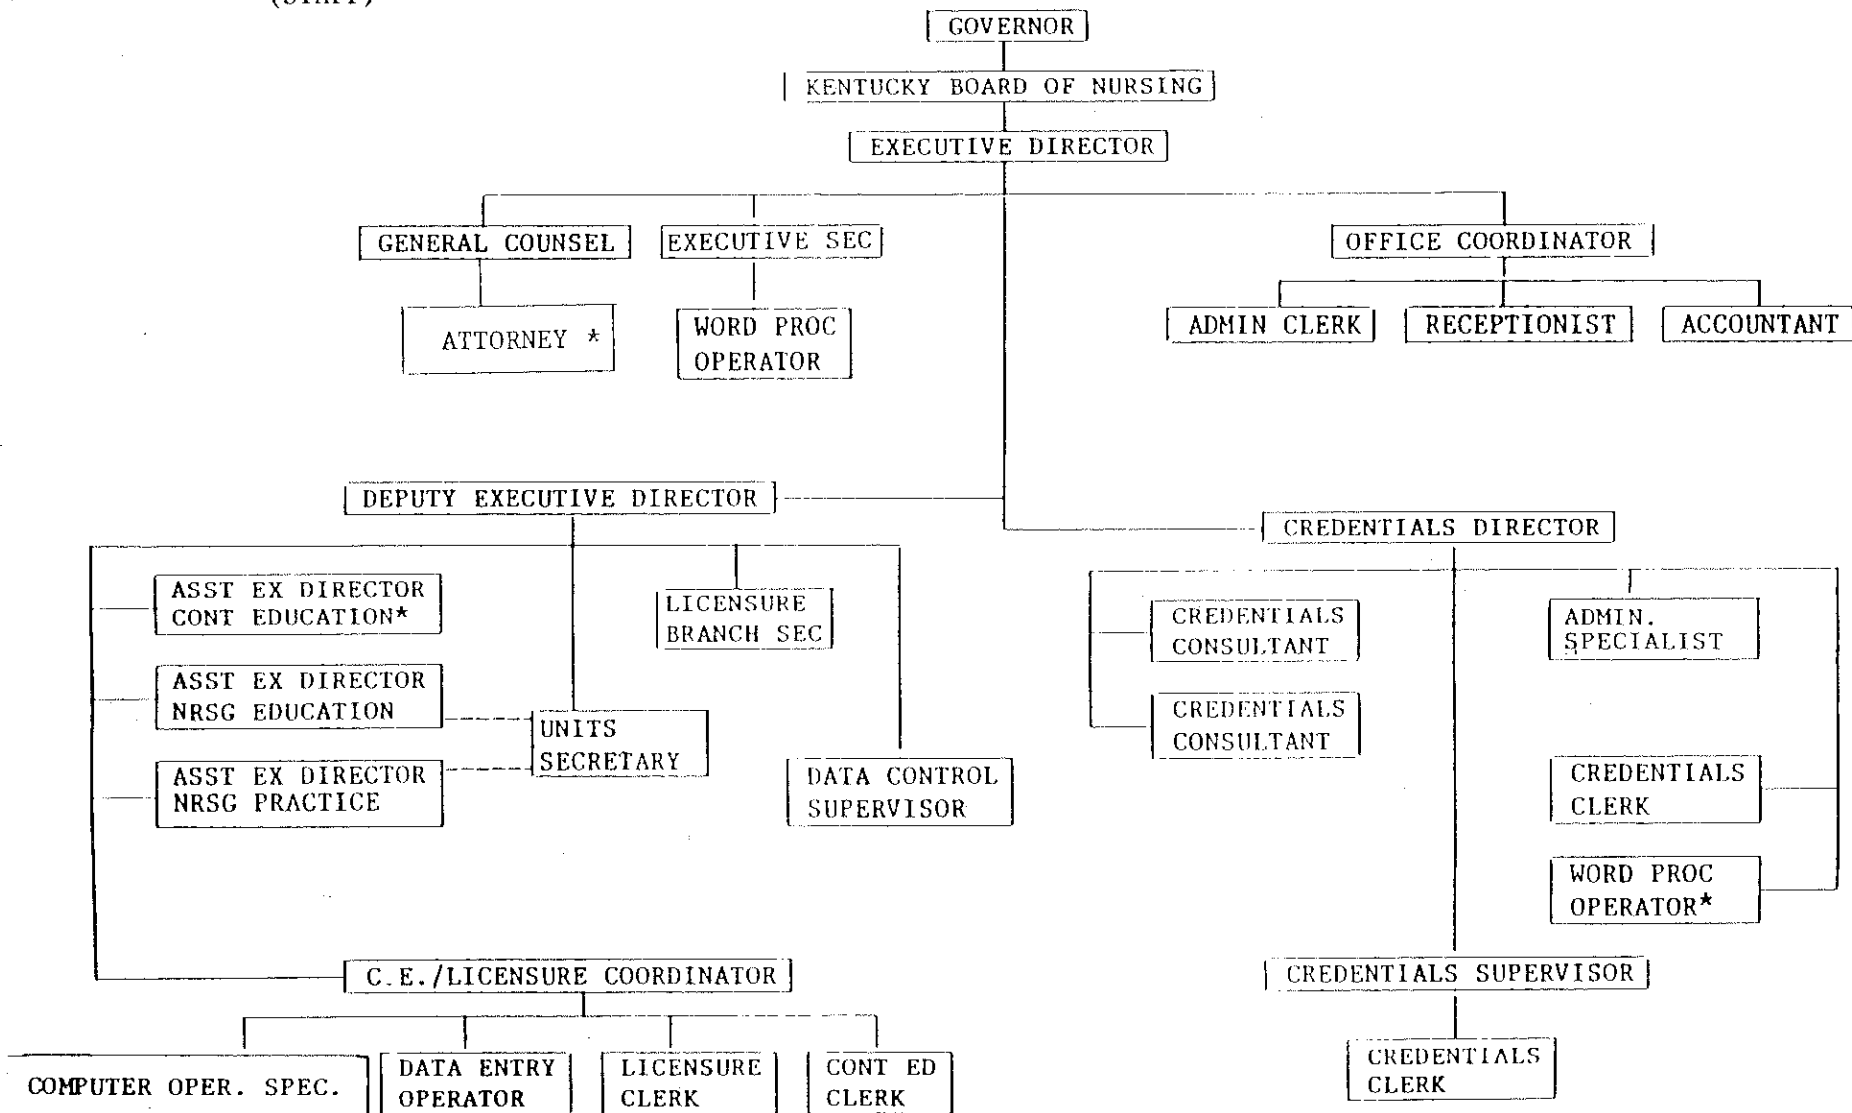 (STAFF)
GOVERNOR
KENTUCKY BOARD OF NURSING
EXECUTIVE DIRECTOR
GENERAL COUNSEL
EXECUTIVE SEC
OFFICE COORDINATOR
ATTORNEY *
WORD PROC
OPERATOR
ADMIN CLERK
RECEPTIONIST
ACCOUNTANT
DEPUTY EXECUTIVE DIRECTOR
CREDENTIALS DIRECTOR
ASST EX DIRECTOR
CONT EDUCATION*
LICENSURE
BRANCH SEC
CREDENTIALS
CONSULTANT
ADMIN.
SPECIALIST
ASST EX DIRECTOR
NRSG EDUCATION
UNITS
SECRETARY
CREDENTIALS
CONSULTANT
ASST EX DIRECTOR
NRSG PRACTICE
DATA CONTROL
SUPERVISOR
CREDENTIALS
CLERK
WORD PROC
OPERATOR*
C.E./LICENSURE COORDINATOR
CREDENTIALS SUPERVISOR
COMPUTER OPER. SPEC.
DATA ENTRY
OPERATOR
LICENSURE
CLERK
CONT ED
CLERK
CREDENTIALS
CLERK